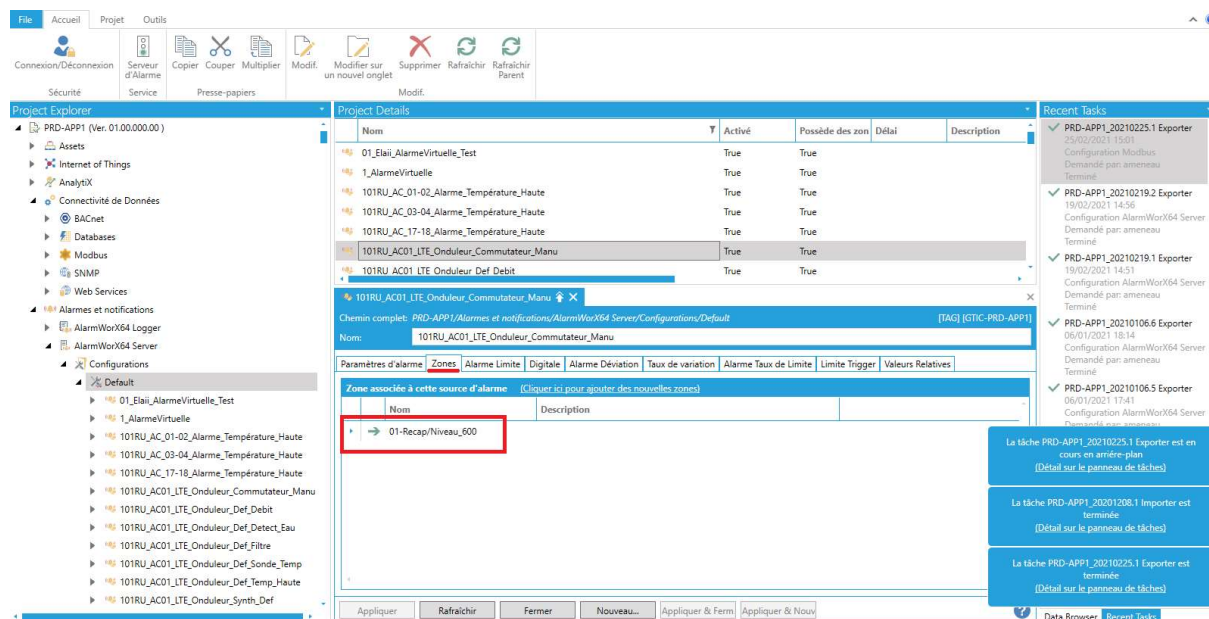 File Accueil Projet Outils
Connexion/Déconnexion
Serveur d'Alarme
Copier Couper Multiplier
Modif.
Modifier sur un nouvel onglet
Supprimer Rafraîchir
Rafraîchir Parent
Sécurité Service Presse-papiers Modif.
Project Explorer
PRD-APP1 (Ver. 01.00.000.00 )
Assets
Internet of Things
AnalytiX
Connectivité de Données
BACnet
Databases
Modbus
SNMP
Web Services
Alarmes et notifications
AlarmWorX64 Logger
AlarmWorX64 Server
Configurations
Default
01_Elaii_AlarmeVirtuelle_Test
1_AlarmeVirtuelle
101RU_AC_01-02_Alarme_Température_Haute
101RU_AC_03-04_Alarme_Température_Haute
101RU_AC_17-18_Alarme_Température_Haute
101RU_AC01_LTE_Onduleur_Commutateur_Manu
101RU_AC01_LTE_Onduleur_Def_Debit
101RU_AC01_LTE_Onduleur_Def_Detect_Eau
101RU_AC01_LTE_Onduleur_Def_Filtre
101RU_AC01_LTE_Onduleur_Def_Sonde_Temp
101RU_AC01_LTE_Onduleur_Def_Temp_Haute
101RU_AC01_LTE_Onduleur_Synth_Def
Project Details
Nom Activé Possède des zon Délai Description
01_Elaii_AlarmeVirtuelle_Test True True
1_AlarmeVirtuelle True True
101RU_AC_01-02_Alarme_Température_Haute True True
101RU_AC_03-04_Alarme_Température_Haute True True
101RU_AC_17-18_Alarme_Température_Haute True True
101RU_AC01_LTE_Onduleur_Commutateur_Manu True True
101RU_AC01_LTE_Onduleur_Def_Debit True True
101RU_AC01_LTE_Onduleur_Commutateur_Manu
Chemin complet: PRD-APP1/Alarmes et notifications/AlarmWorX64 Server/Configurations/Default [TAG] [GTIC-PRD-APP1]
Nom: 101RU_AC01_LTE_Onduleur_Commutateur_Manu
Paramètres d'alarme Zones Alarme Limite Digitale Alarme Déviation Taux de variation Alarme Taux de Limite Limite Trigger Valeurs Relatives
Zone associée à cette source d'alarme (Cliquer ici pour ajouter des nouvelles zones)
Nom Description
01-Recap/Niveau_600
Appliquer Rafraîchir Fermer Nouveau... Appliquer & Ferm Appliquer & Nouv
Recent Tasks
PRD-APP1_20210225.1 Exporter
25/02/2021 15:01
Configuration Modbus
Demandé par: ameneau
Terminé
PRD-APP1_20210219.2 Exporter
19/02/2021 14:56
Configuration AlarmWorX64 Server
Demandé par: ameneau
Terminé
PRD-APP1_20210219.1 Exporter
19/02/2021 14:51
Configuration AlarmWorX64 Server
Demandé par: ameneau
Terminé
PRD-APP1_20210106.6 Exporter
06/01/2021 18:14
Configuration AlarmWorX64 Server
Demandé par: ameneau
Terminé
PRD-APP1_20210106.5 Exporter
06/01/2021 17:41
Configuration AlarmWorX64 Server
Demandé par: ameneau
La tâche PRD-APP1_20210225.1 Exporter est en
cours en arriére-plan
(Détail sur le panneau de tâches)
La tâche PRD-APP1_20201208.1 Importer est
terminée
(Détail sur le panneau de tâches)
La tâche PRD-APP1_20210225.1 Exporter est
terminée
(Détail sur le panneau de tâches)
Data Browser Recent Tasks